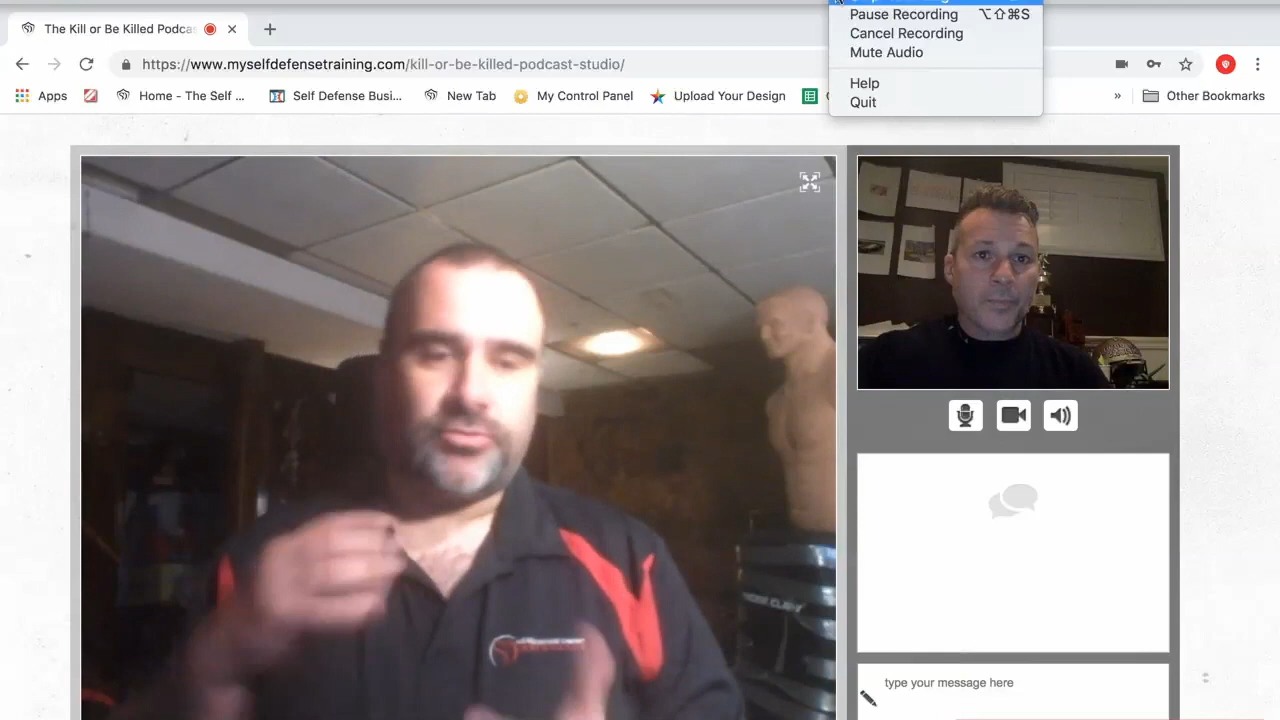 Pause Recording ⌥⇧⌘S
Cancel Recording
Mute Audio
Help
Quit
The Kill or Be Killed Podca
https://www.myselfdefensetraining.com/kill-or-be-killed-podcast-studio/
Apps
Home - The Self ...
Self Defense Busi...
New Tab
My Control Panel
Upload Your Design
»
Other Bookmarks
type your message here